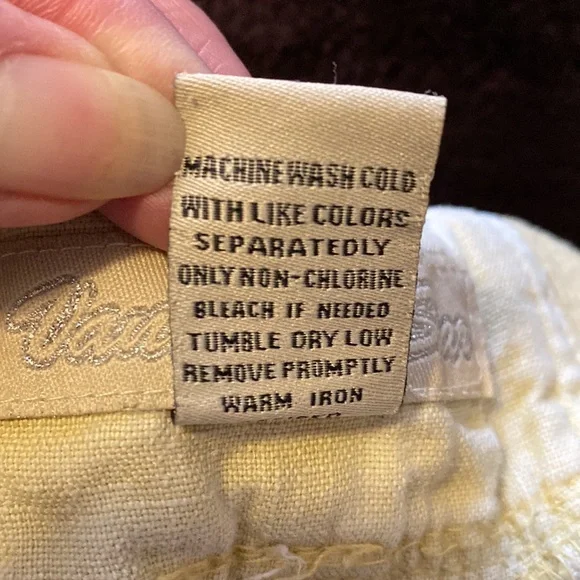 MACHINE WASH COLD
WITH LIKE COLORS
SEPARATEDLY
ONLY NON-CHLORINE
BLEACH IF NEEDED
TUMBLE DRY LOW
REMOVE PROMPTLY
WARM IRON